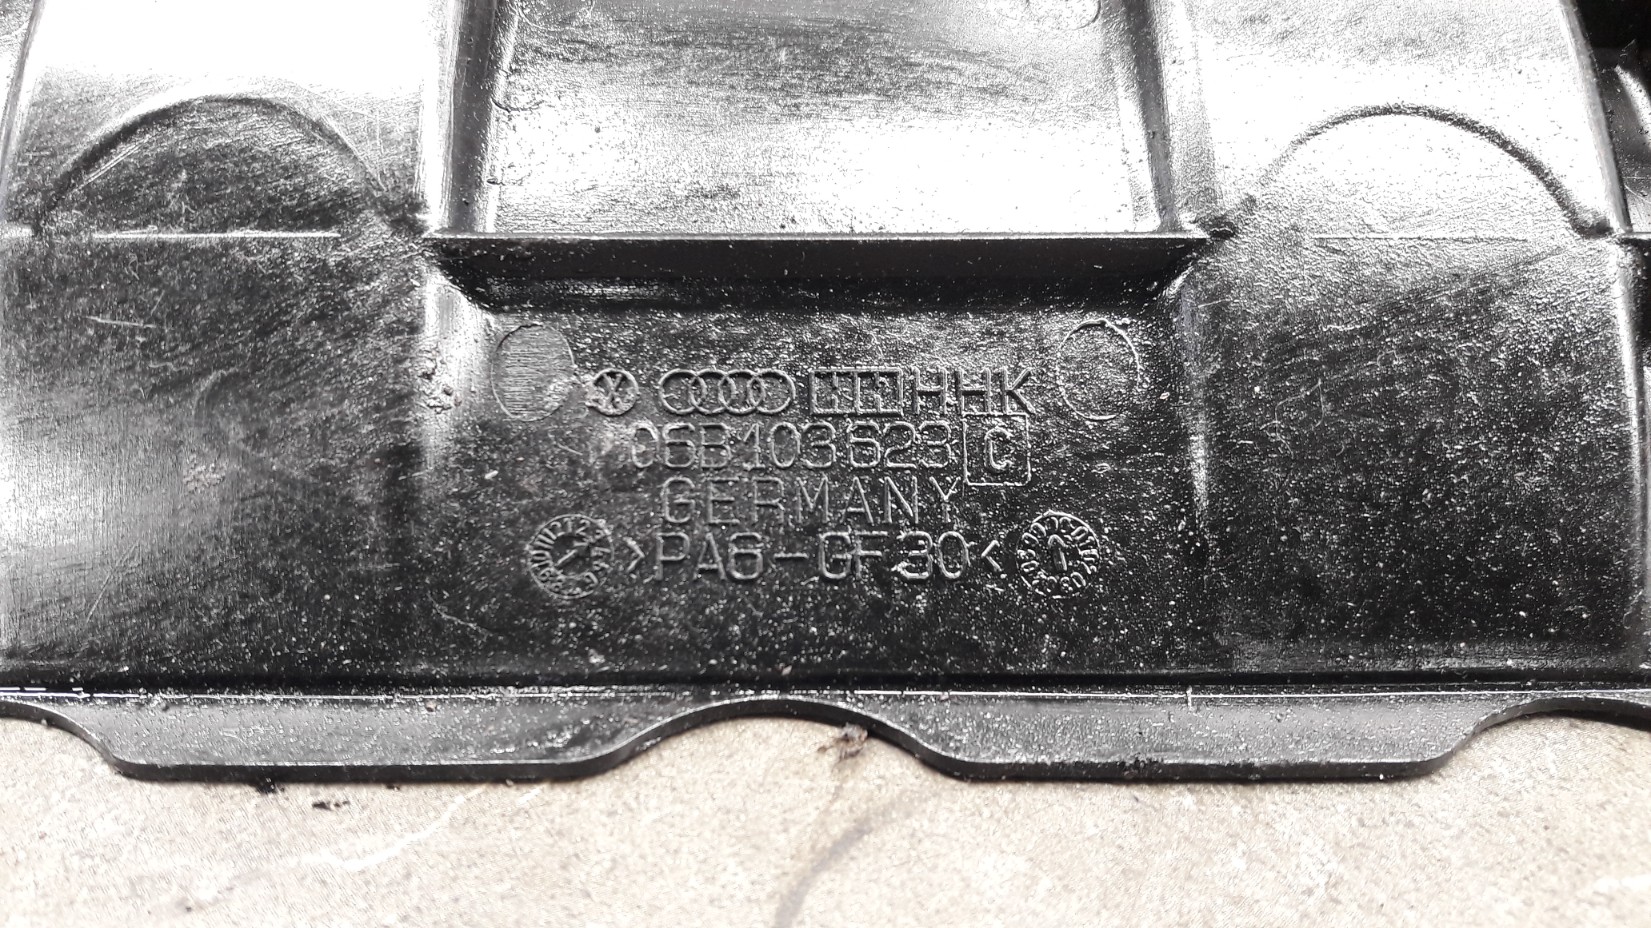 HHK
06B103623 C
GERMANY
>PA6-GF30<